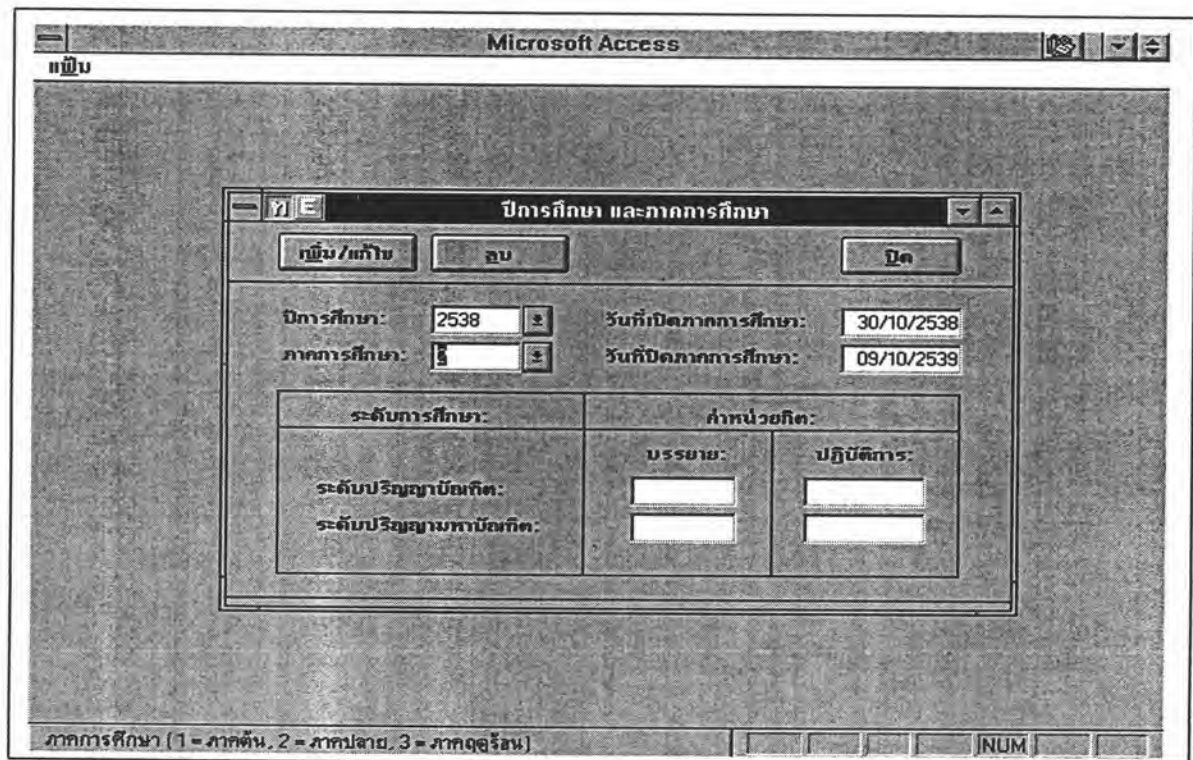 Microsoft Access
แฟ้ม
ท E ปีการศึกษา และภาคการศึกษา
เพิ่ม/แก้ไข ลบ ปิด
ปีการศึกษา: 2538 วันที่เปิดภาคการศึกษา: 30/10/2538
ภาคการศึกษา: วันที่ปิดภาคการศึกษา: 09/10/2539
ระดับการศึกษา: ค่าหน่วยกิต:
บรรยาย: ปฏิบัติการ:
ระดับปริญญาบัณฑิต:
ระดับปริญญามหาบัณฑิต:
ภาคการศึกษา (1 = ภาคต้น, 2 = ภาคปลาย, 3 = ภาคฤดูร้อน) NUM